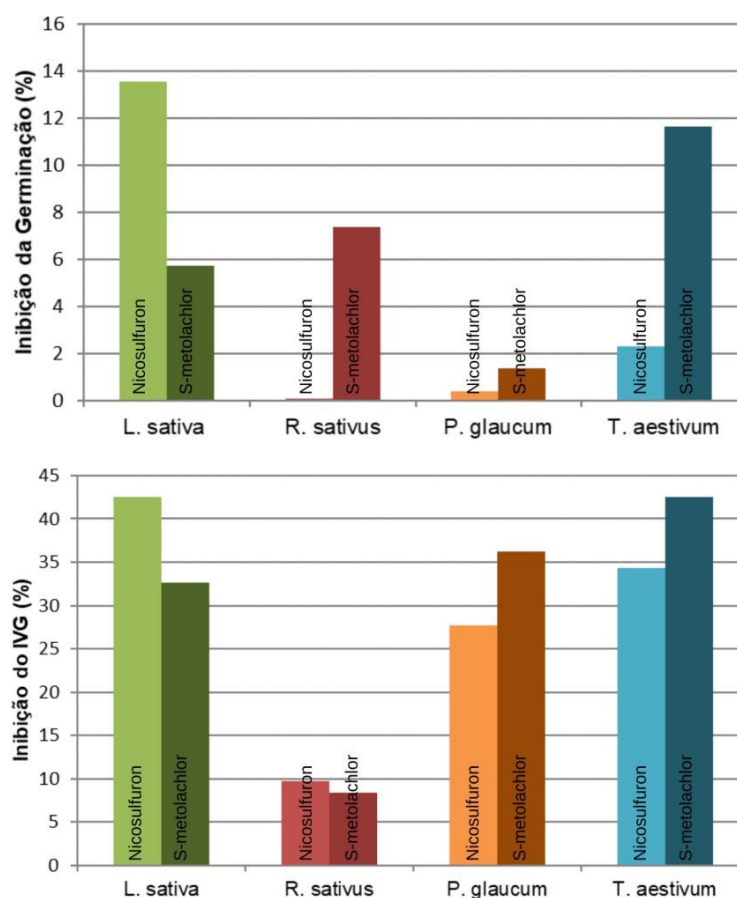 Inibição da Germinação (%)
16
14
12
10
8
6
4
2
0
Nicosulfuron
S-metolachlor
Nicosulfuron
S-metolachlor
Nicosulfuron
S-metolachlor
Nicosulfuron
S-metolachlor
L. sativa
R. sativus
P. glaucum
T. aestivum
Inibição do IVG (%)
45
40
35
30
25
20
15
10
5
0
Nicosulfuron
S-metolachlor
Nicosulfuron
S-metolachlor
Nicosulfuron
S-metolachlor
Nicosulfuron
S-metolachlor
L. sativa
R. sativus
P. glaucum
T. aestivum